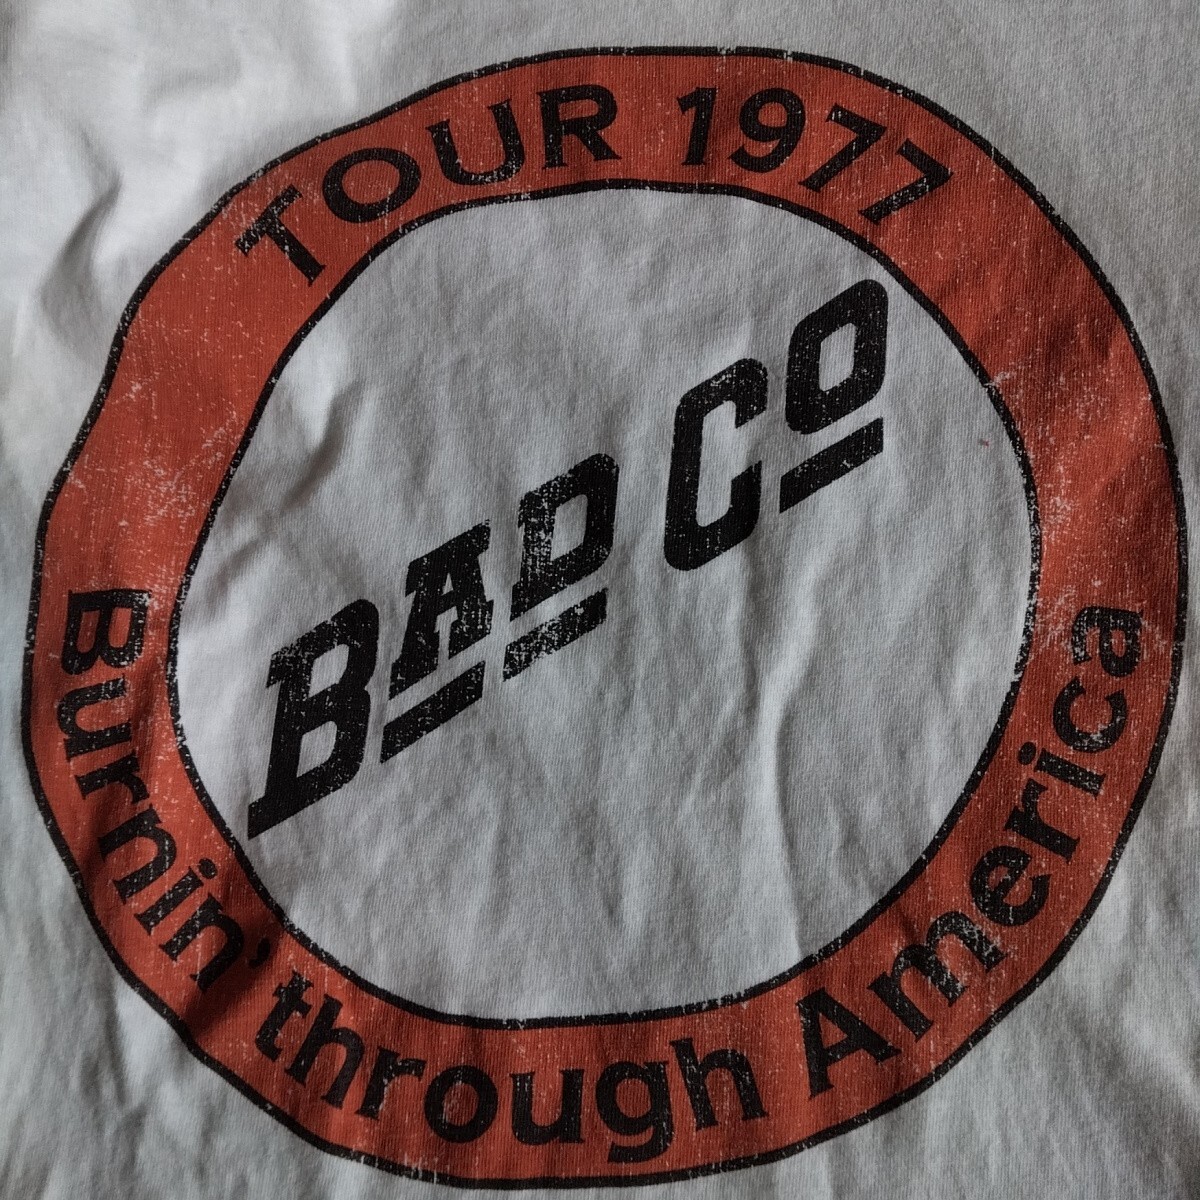 TOUR 1977
BAD CO
Burnin' through America